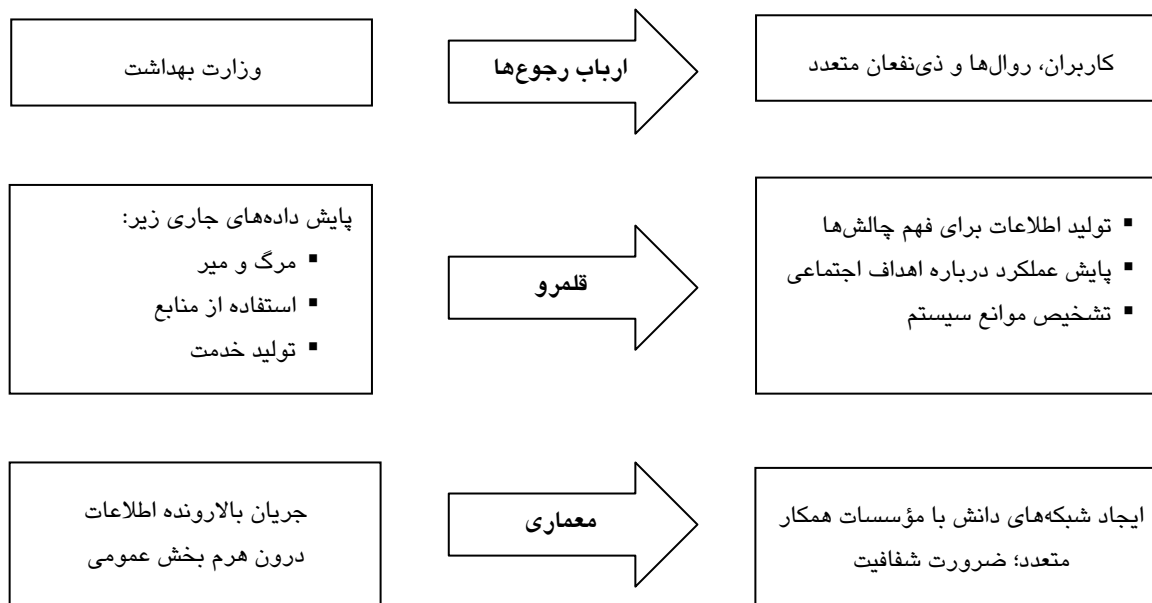 وزارت بهداشت
ارباب رجوع‌ها
کاربران، روال‌ها و ذی‌نفعان متعدد
پایش داده‌های جاری زیر:
▪ مرگ و میر
▪ استفاده از منابع
▪ تولید خدمت
قلمرو
▪ تولید اطلاعات برای فهم چالش‌ها
▪ پایش عملکرد درباره اهداف اجتماعی
▪ تشخیص موانع سیستم
جریان بالارونده اطلاعات
درون هرم بخش عمومی
معماری
ایجاد شبکه‌های دانش با مؤسسات همکار
متعدد؛ ضرورت شفافیت